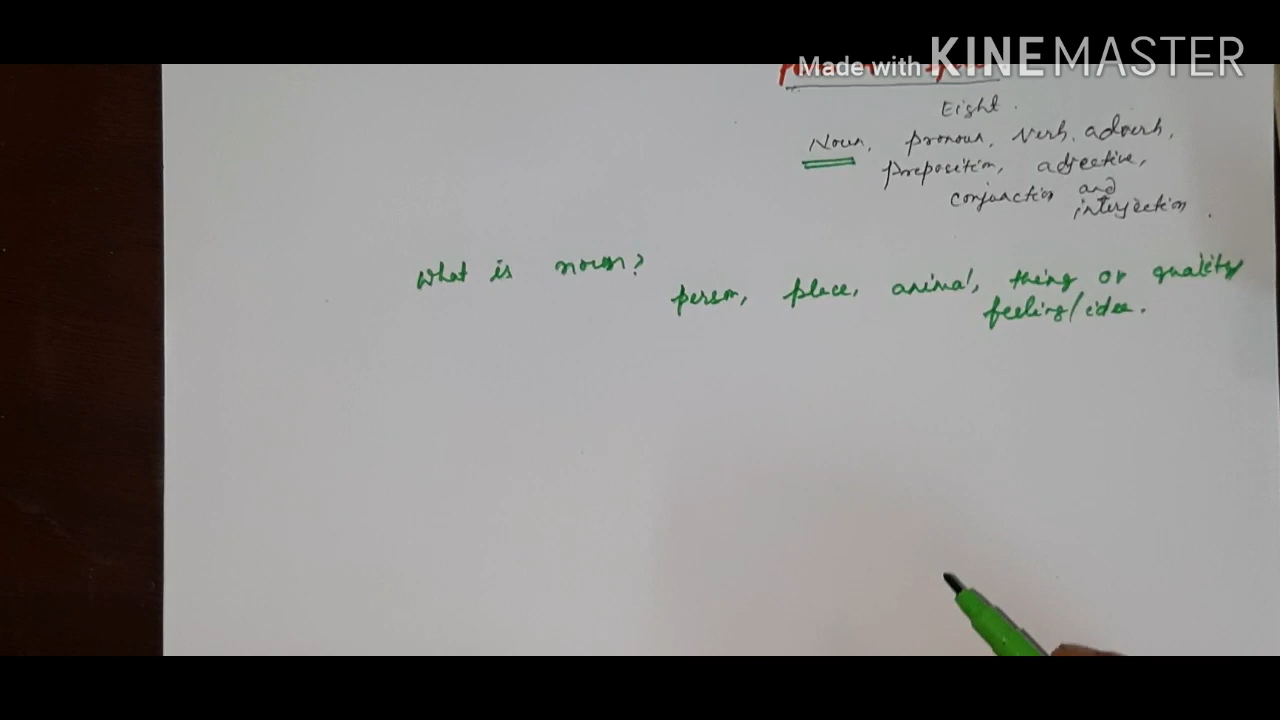 Made with KINEMASTER
Eight.
Noun, pronoun, verb, adverb,
preposition, adjective,
conjunction and
interjection.
What is noun?
person, place, animal, thing or quality
feeling/idea.